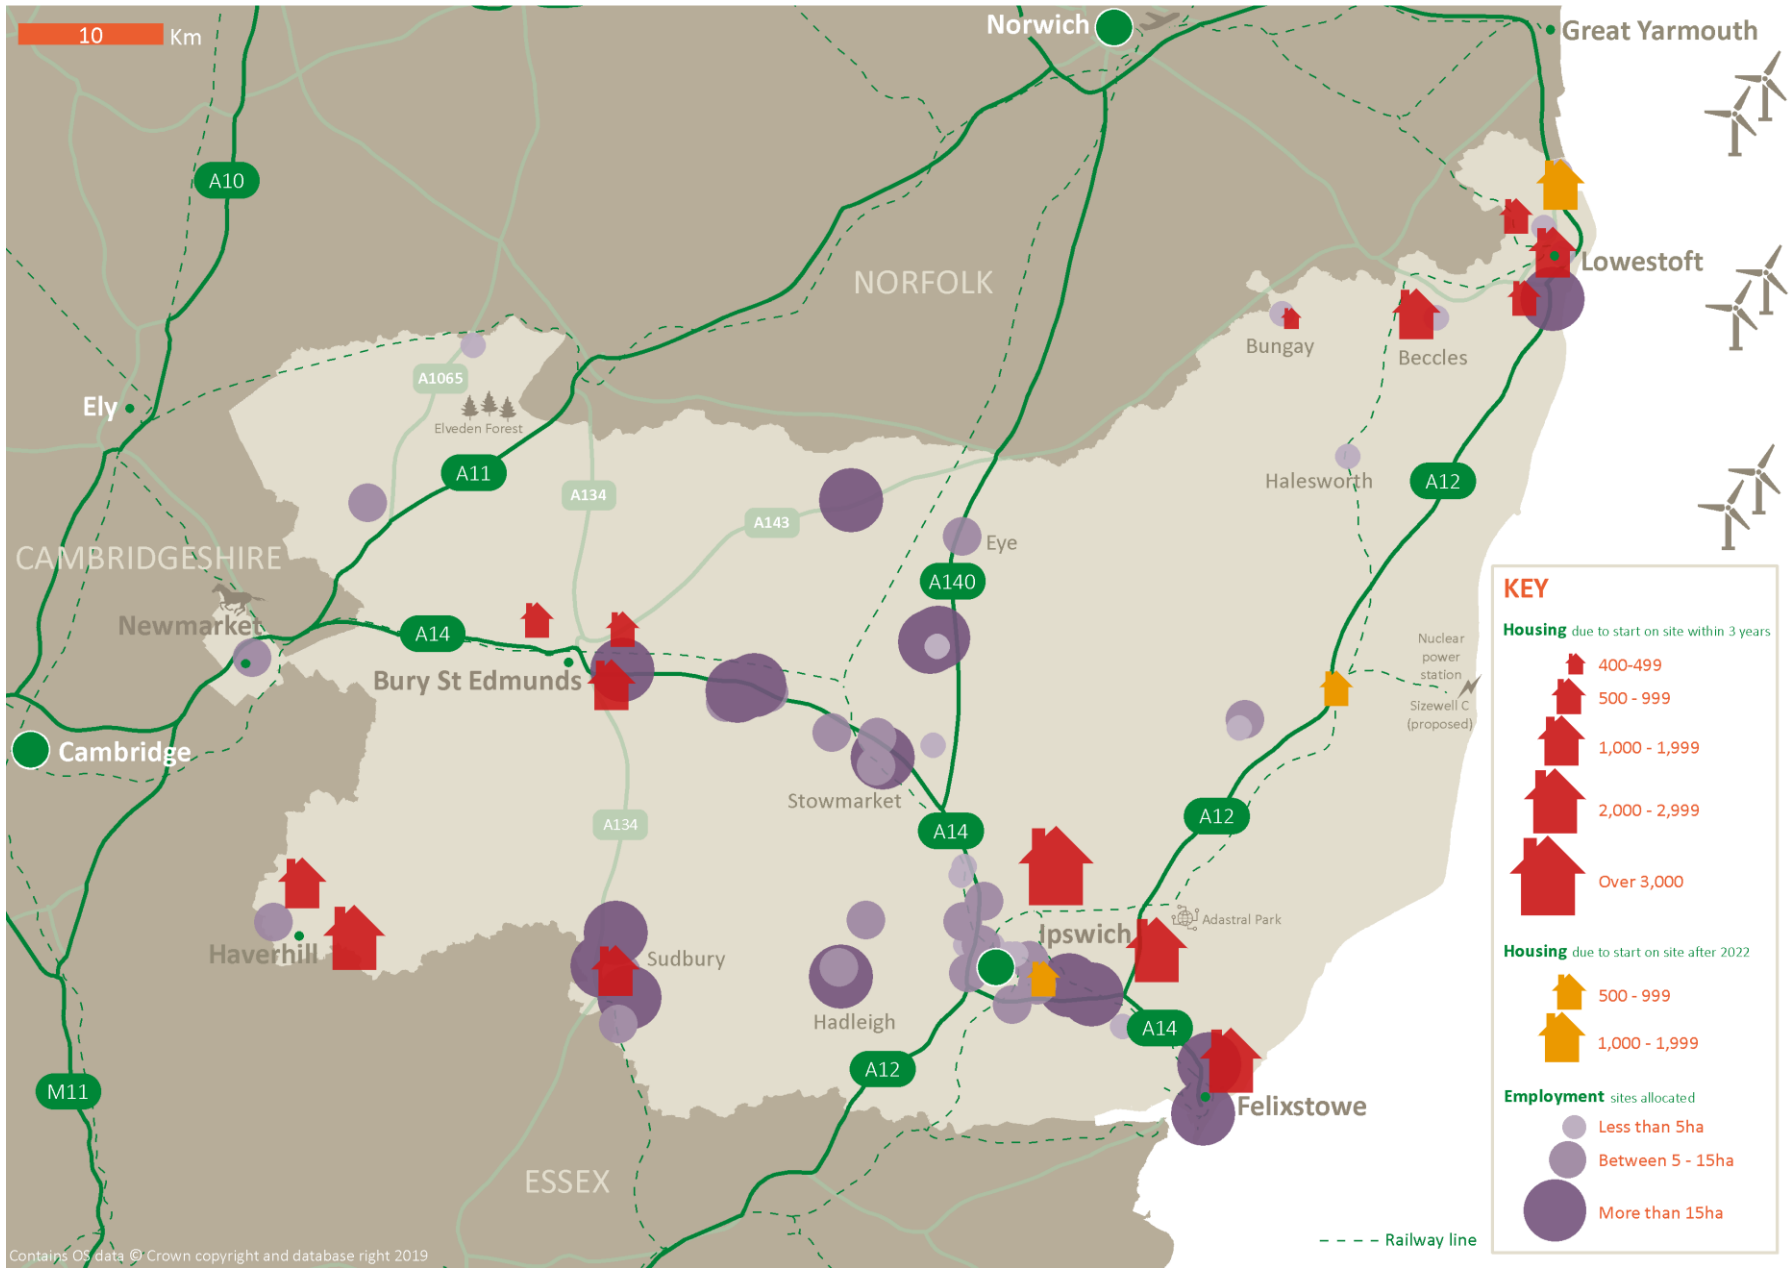 10 Km
Norwich
Great Yarmouth
A10
NORFOLK
Lowestoft
Bungay
Beccles
A1065
Ely
Elveden Forest
A11
A134
A143
Halesworth
A12
CAMBRIDGESHIRE
Eye
A140
Newmarket
A14
Bury St Edmunds
Nuclear
power
station
Sizewell C
(proposed)
Cambridge
Stowmarket
A134
A14
A12
Adastral Park
Ipswich
Haverhill
Sudbury
Hadleigh
A14
A12
M11
Felixstowe
ESSEX
KEY
Housing due to start on site within 3 years
400-499
500 - 999
1,000 - 1,999
2,000 - 2,999
Over 3,000
Housing due to start on site after 2022
500 - 999
1,000 - 1,999
Employment sites allocated
Less than 5ha
Between 5 - 15ha
More than 15ha
Railway line
Contains OS data © Crown copyright and database right 2019